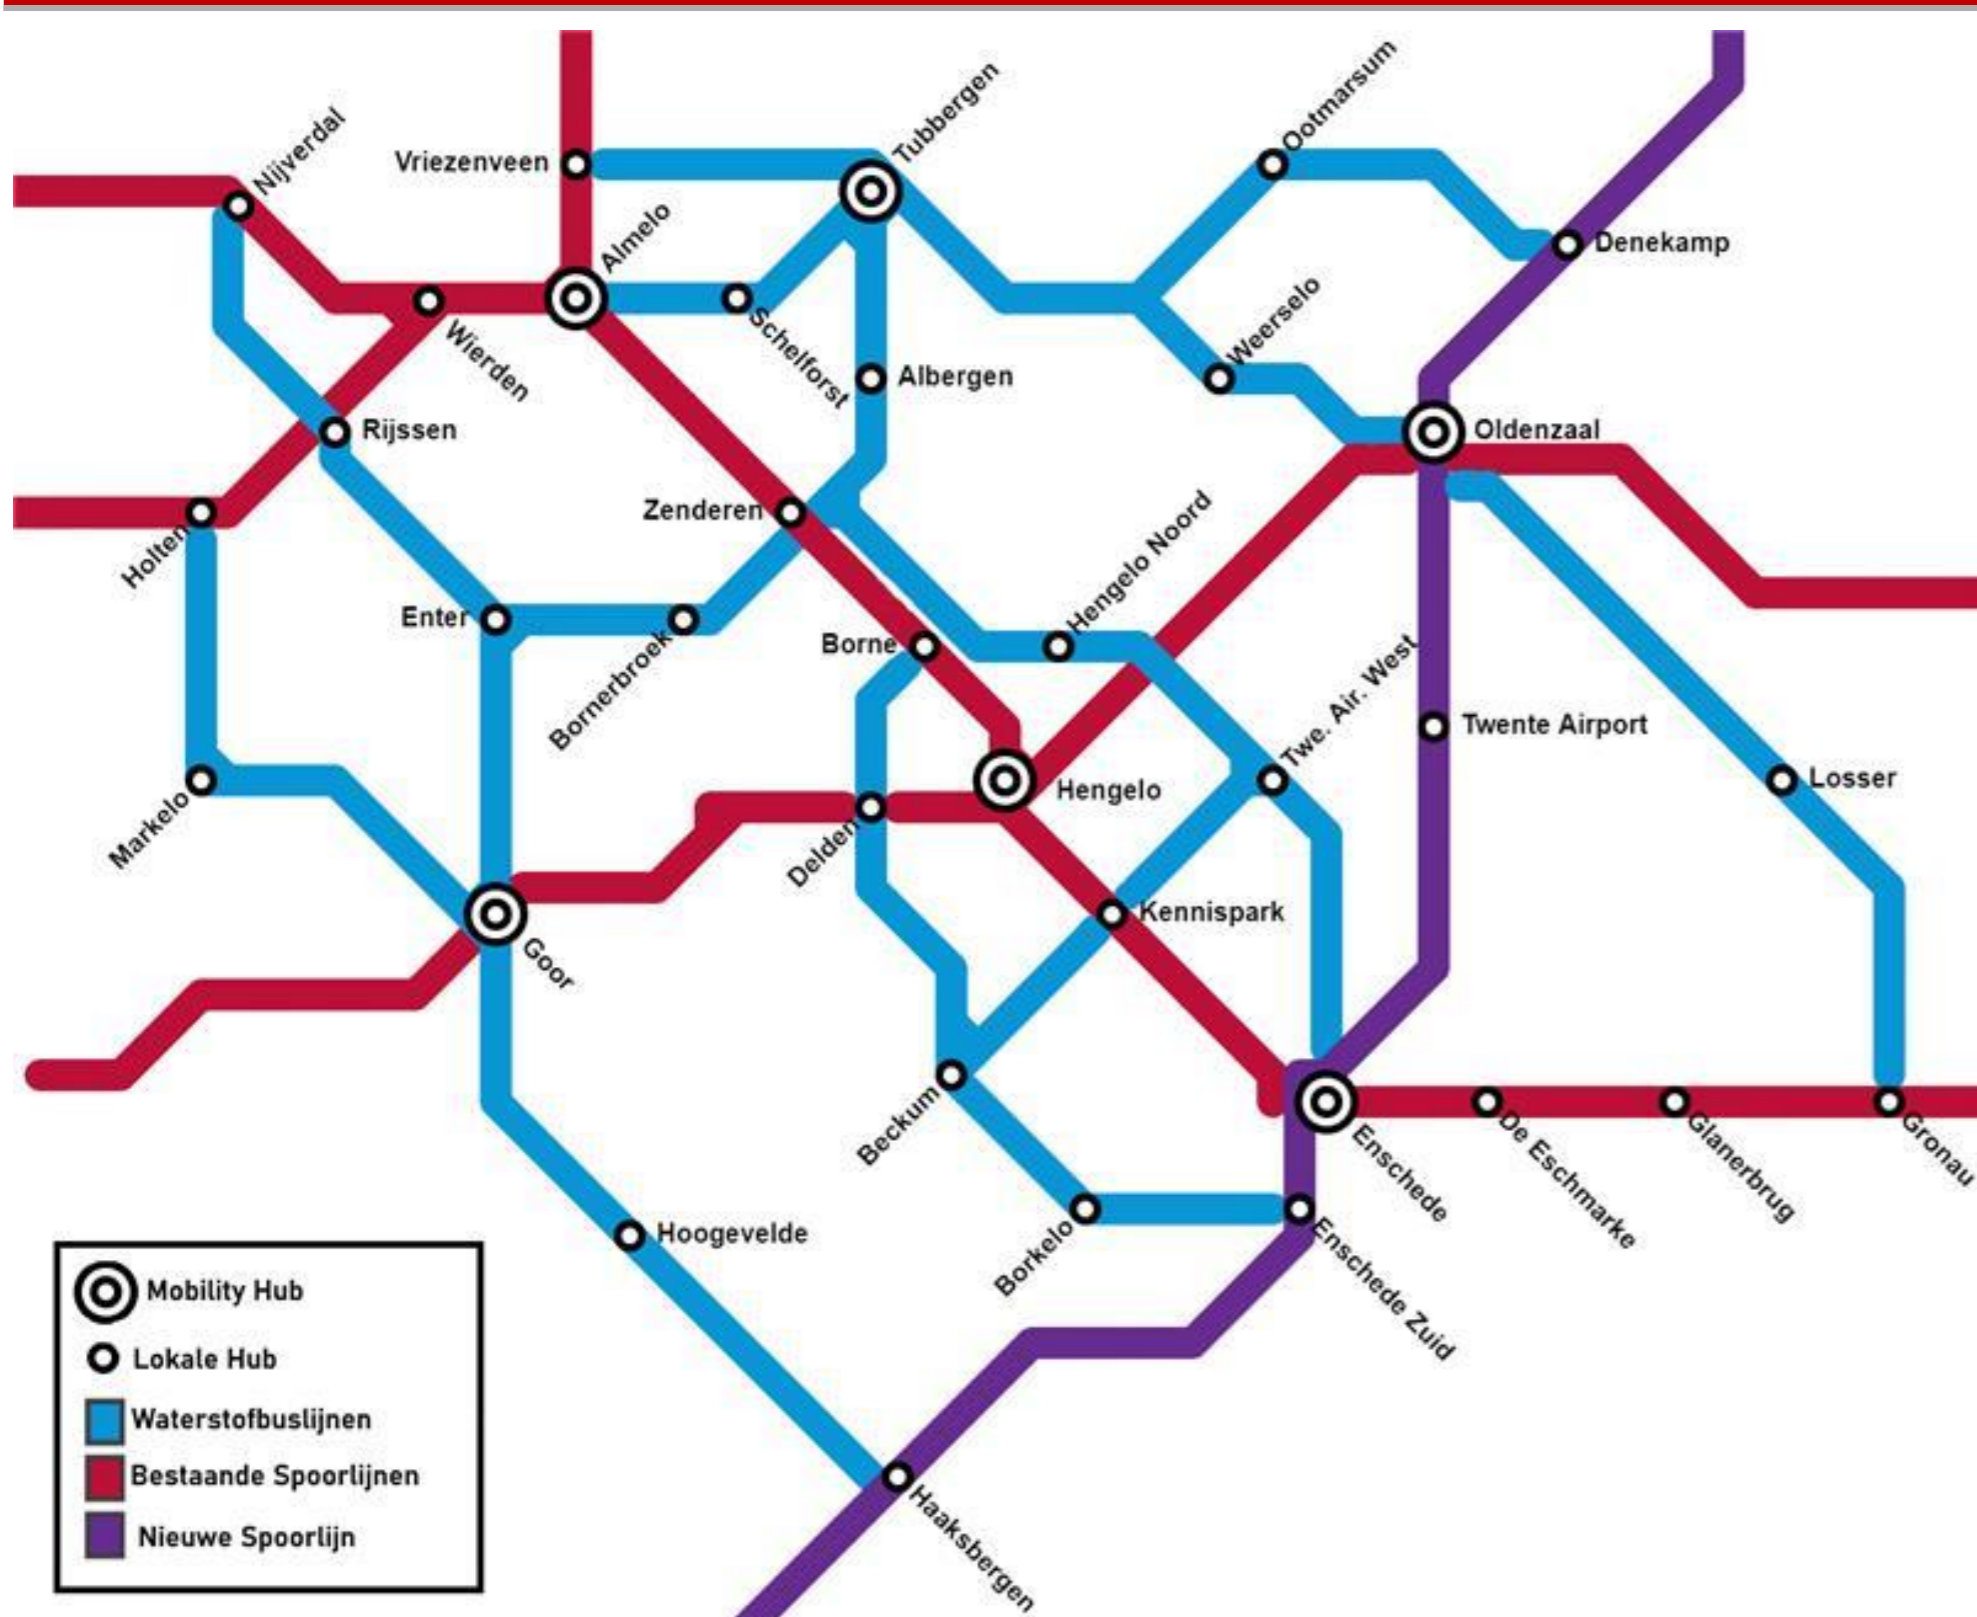 Nijverdal
Vriezenveen
Tubbergen
Ootmarsum
Denekamp
Almelo
Wierden
Schelforst
Albergen
Weerselo
Oldenzaal
Rijssen
Holten
Zenderen
Hengelo Noord
Enter
Bornerbroek
Borne
Twe. Air. West
Twente Airport
Losser
Markelo
Hengelo
Delden
Kennispark
Goor
Beckum
Enschede
De Eschmarke
Glanerbrug
Gronau
Borkelo
Enschede Zuid
Hoogevelde
Haaksbergen
Mobility Hub
Lokale Hub
Waterstofbuslijnen
Bestaande Spoorlijnen
Nieuwe Spoorlijn